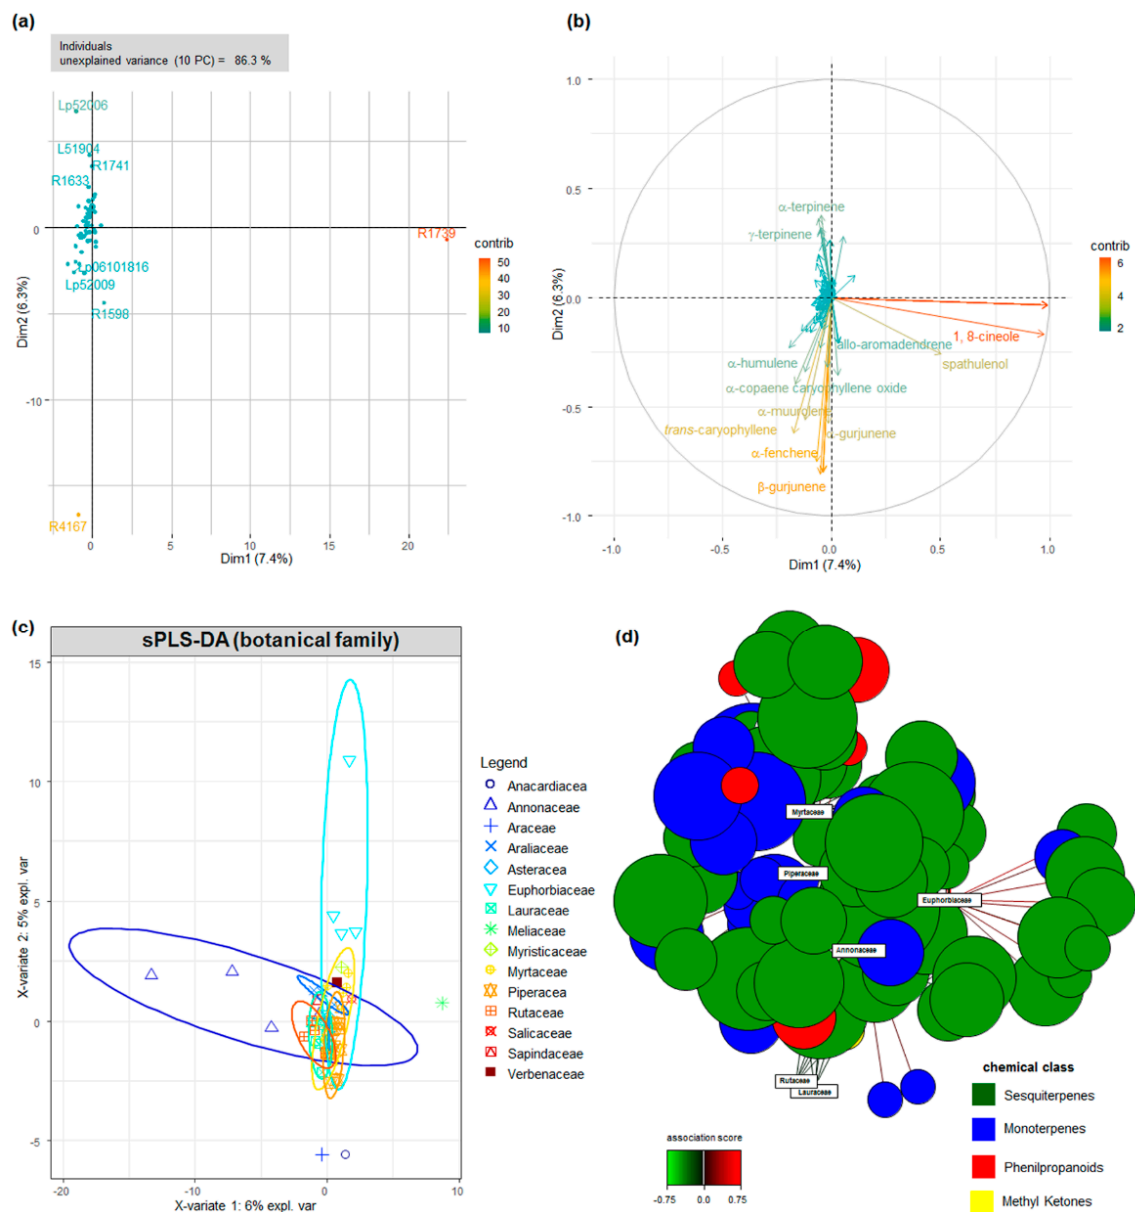 (a)
Individuals
unexplained variance (10 PC) = 86.3 %
Lp52006
L51904
R1741
R1633
0
R1739
Lp06101816
Lp52009
R1598
-10
R4167
0 5 10 15 20
Dim1 (7.4%)
Dim2 (6.3%)
contrib
50
40
30
20
10
(b)
1.0
0.5
0.0
-0.5
-1.0
α-terpinene
γ-terpinene
1, 8-cineole
allo-aromadendrene
α-humulene
spathulenol
α-copaene caryophyllene oxide
α-muurolene
trans-caryophyllene
α-gurjunene
α-fenchene
β-gurjunene
-1.0 -0.5 0.0 0.5 1.0
Dim1 (7.4%)
Dim2 (6.3%)
contrib
6
4
2
(c)
sPLS-DA (botanical family)
15
10
5
0
-5
-20 -10 0 10
X-variate 1: 6% expl. var
X-variate 2: 5% expl. var
Legend
Anacardiacea
Annonaceae
Araceae
Araliaceae
Asteracea
Euphorbiaceae
Lauraceae
Meliaceae
Myristicaceae
Myrtaceae
Piperacea
Rutaceae
Salicaceae
Sapindaceae
Verbenaceae
(d)
Myrtaceae
Piperaceae
Euphorbiaceae
Annonaceae
Rutaceae
Lauraceae
association score
-0.75 0.0 0.75
chemical class
Sesquiterpenes
Monoterpenes
Phenilpropanoids
Methyl Ketones